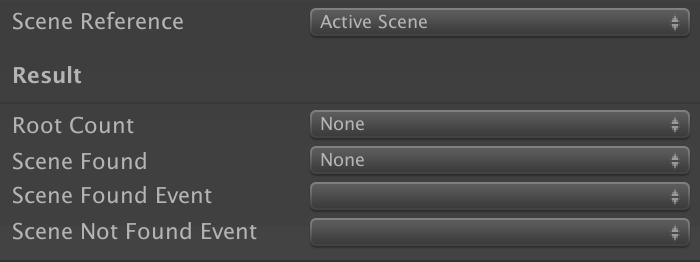 Scene Reference Active Scene
Result
Root Count None
Scene Found None
Scene Found Event
Scene Not Found Event